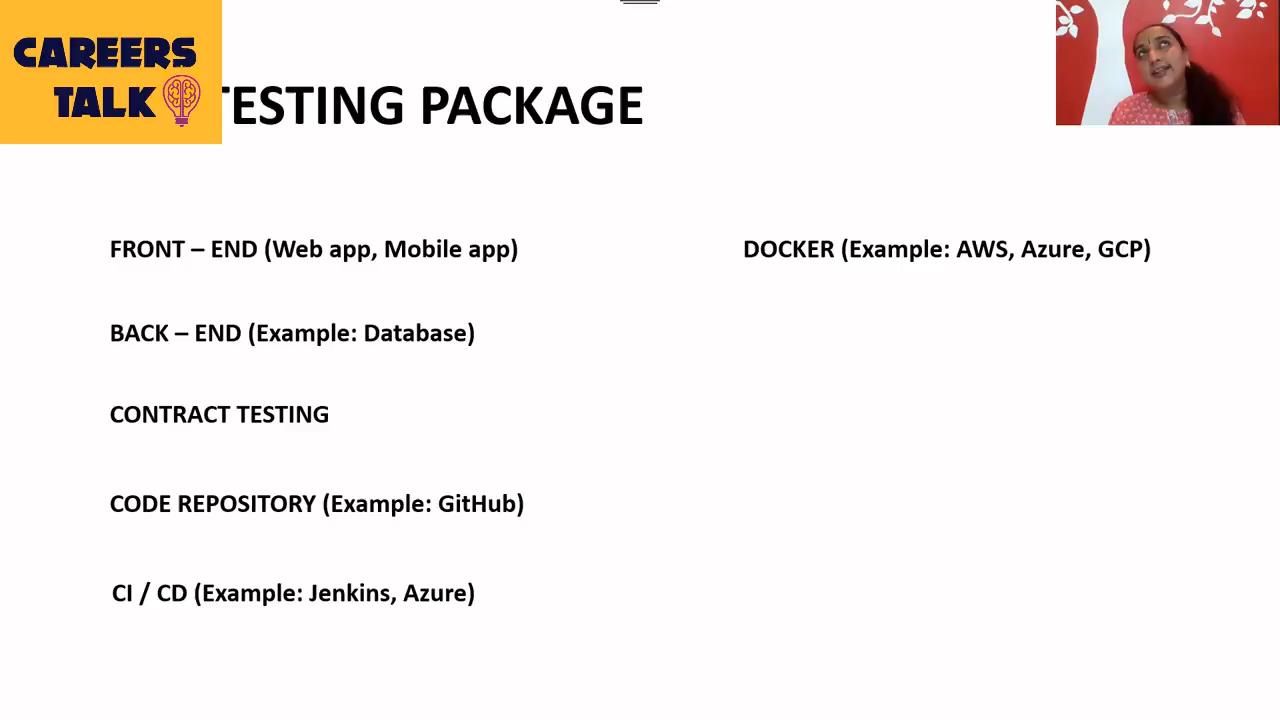 CAREERS
TALK
TESTING PACKAGE
FRONT – END (Web app, Mobile app)
DOCKER (Example: AWS, Azure, GCP)
BACK – END (Example: Database)
CONTRACT TESTING
CODE REPOSITORY (Example: GitHub)
CI / CD (Example: Jenkins, Azure)